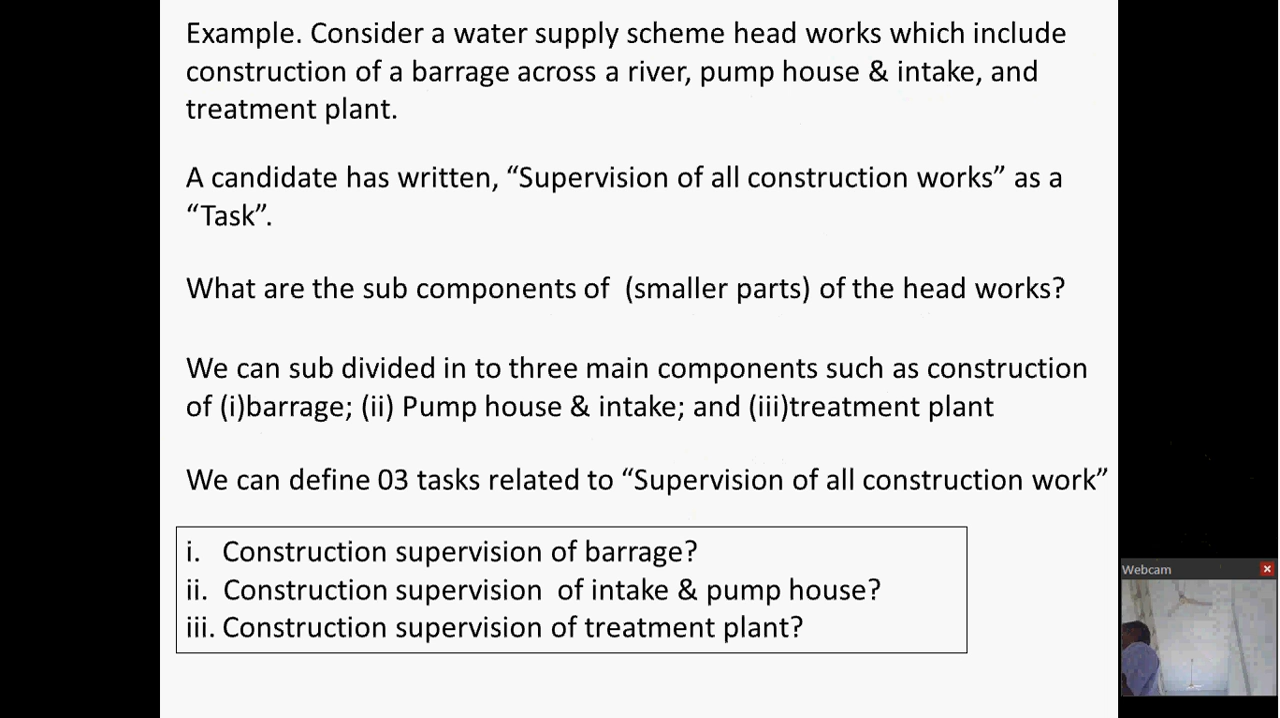 Example. Consider a water supply scheme head works which include
construction of a barrage across a river, pump house & intake, and
treatment plant.
A candidate has written, “Supervision of all construction works” as a
“Task”.
What are the sub components of  (smaller parts) of the head works?
We can sub divided in to three main components such as construction
of (i)barrage; (ii) Pump house & intake; and (iii)treatment plant
We can define 03 tasks related to “Supervision of all construction work”
i.   Construction supervision of barrage?
ii.  Construction supervision  of intake & pump house?
iii. Construction supervision of treatment plant?
Webcam